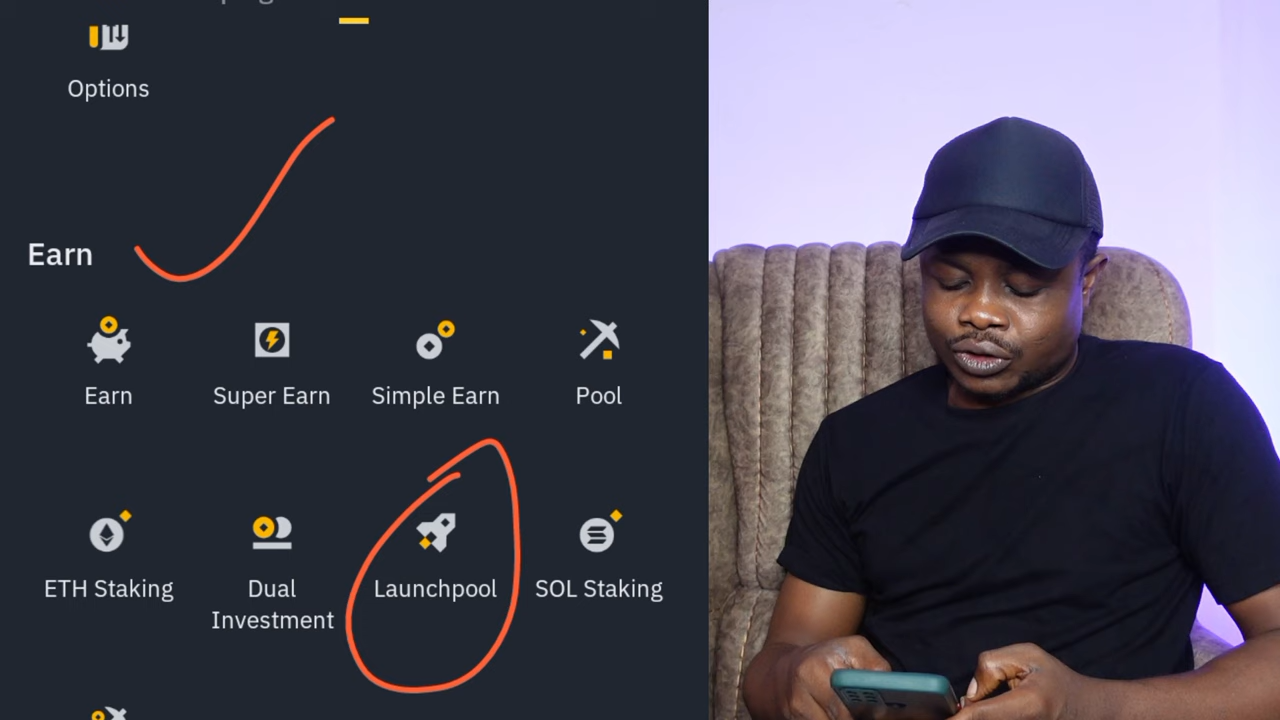 Options
Earn
Earn Super Earn Simple Earn Pool
ETH Staking Dual Launchpool SOL Staking
Investment